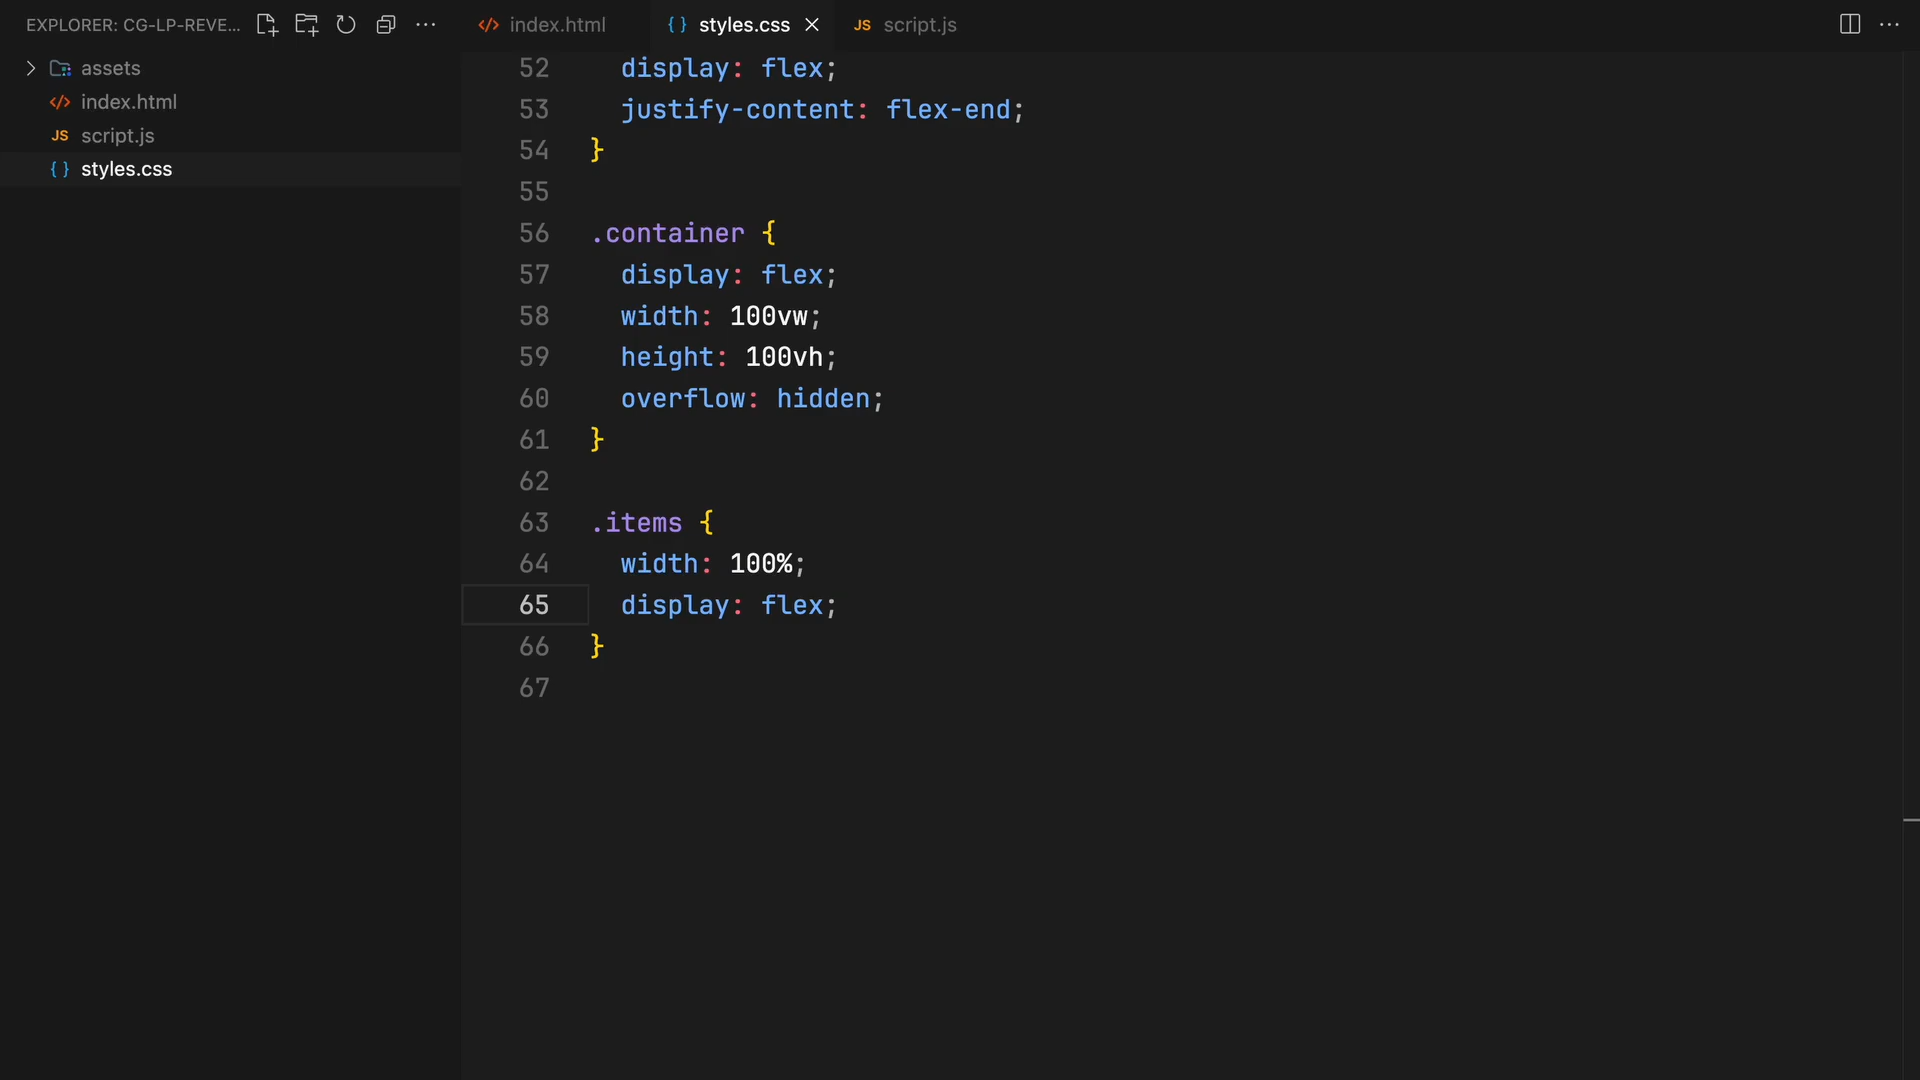 EXPLORER: CG-LP-REVE...
assets
index.html
JS script.js
{ } styles.css
</> index.html
{ } styles.css
JS script.js
52 display: flex;
53 justify-content: flex-end;
54 }
55
56 .container {
57 display: flex;
58 width: 100vw;
59 height: 100vh;
60 overflow: hidden;
61 }
62
63 .items {
64 width: 100%;
65 display: flex;
66 }
67